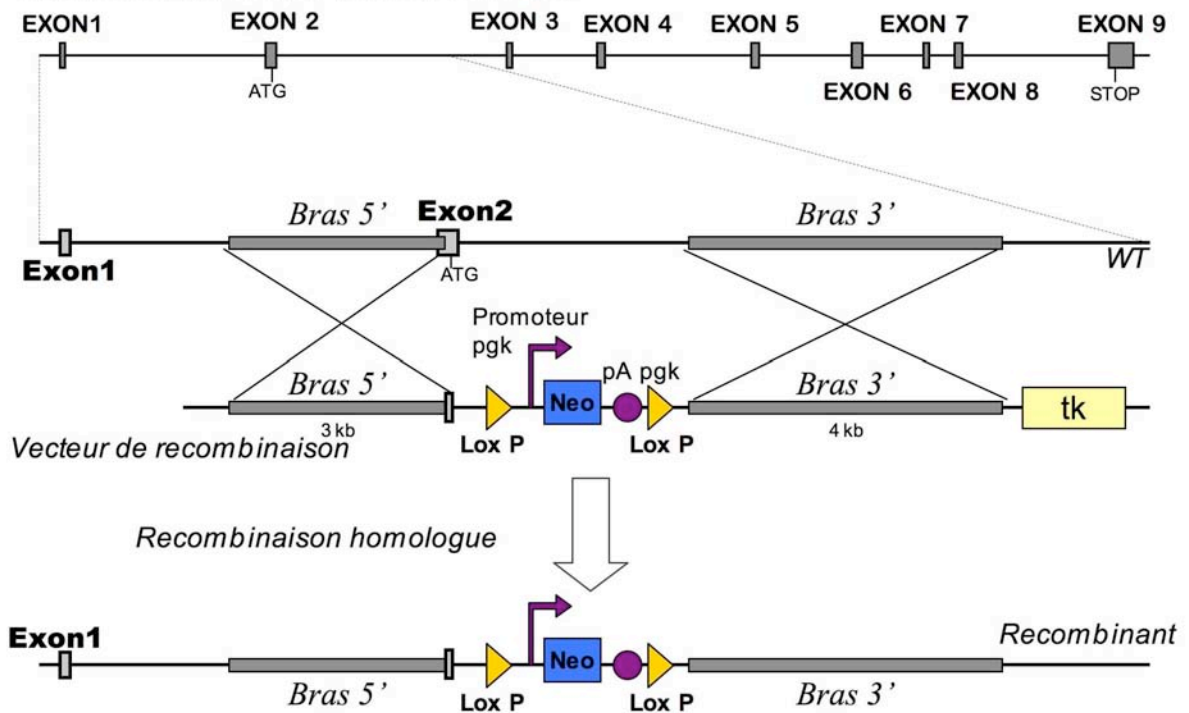 EXON1 EXON 2 EXON 3 EXON 4 EXON 5 EXON 7 EXON 9
ATG EXON 6 EXON 8 STOP
Bras 5’ Exon2 Bras 3’
Exon1 ATG WT
Promoteur
pgk pA pgk
Bras 5’ Neo Bras 3’ tk
3 kb Lox P Lox P 4 kb
Vecteur de recombinaison
Recombinaison homologue
Exon1 Recombinant
Neo
Bras 5’ Lox P Lox P Bras 3’